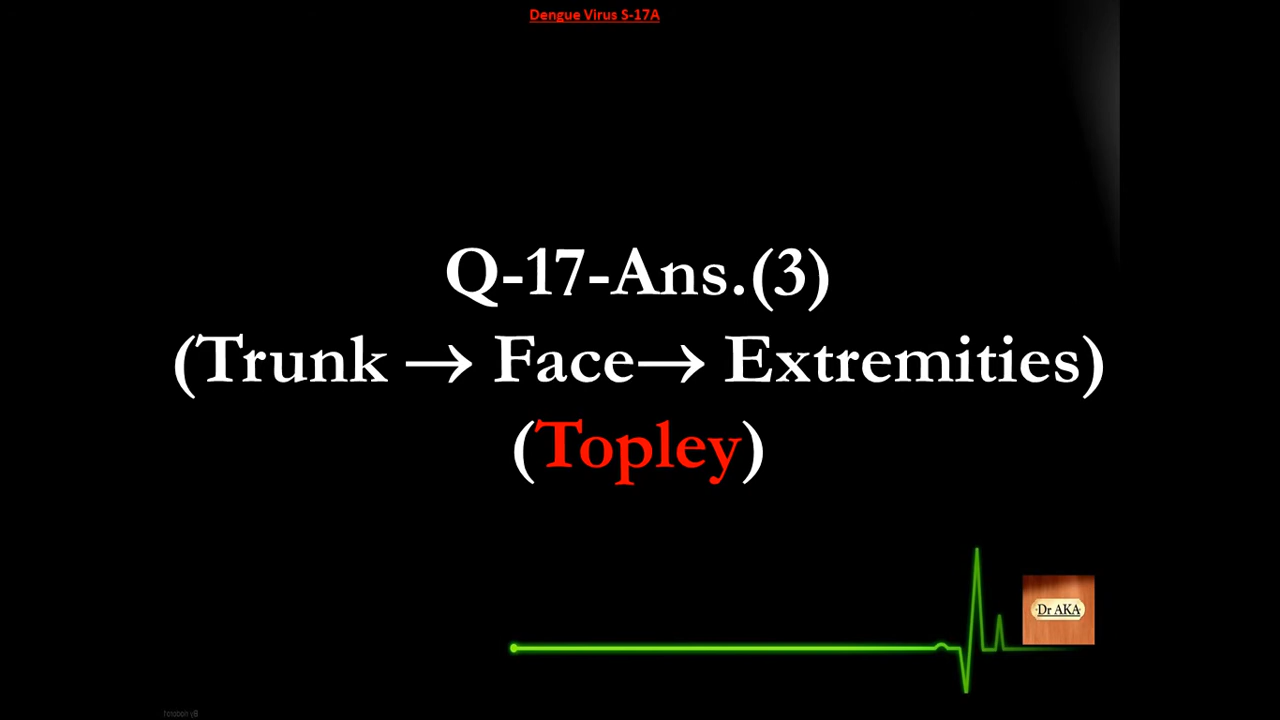 Dengue Virus S-17A
Q-17-Ans.(3)
(Trunk → Face→ Extremities)
(Topley)
Dr AKA